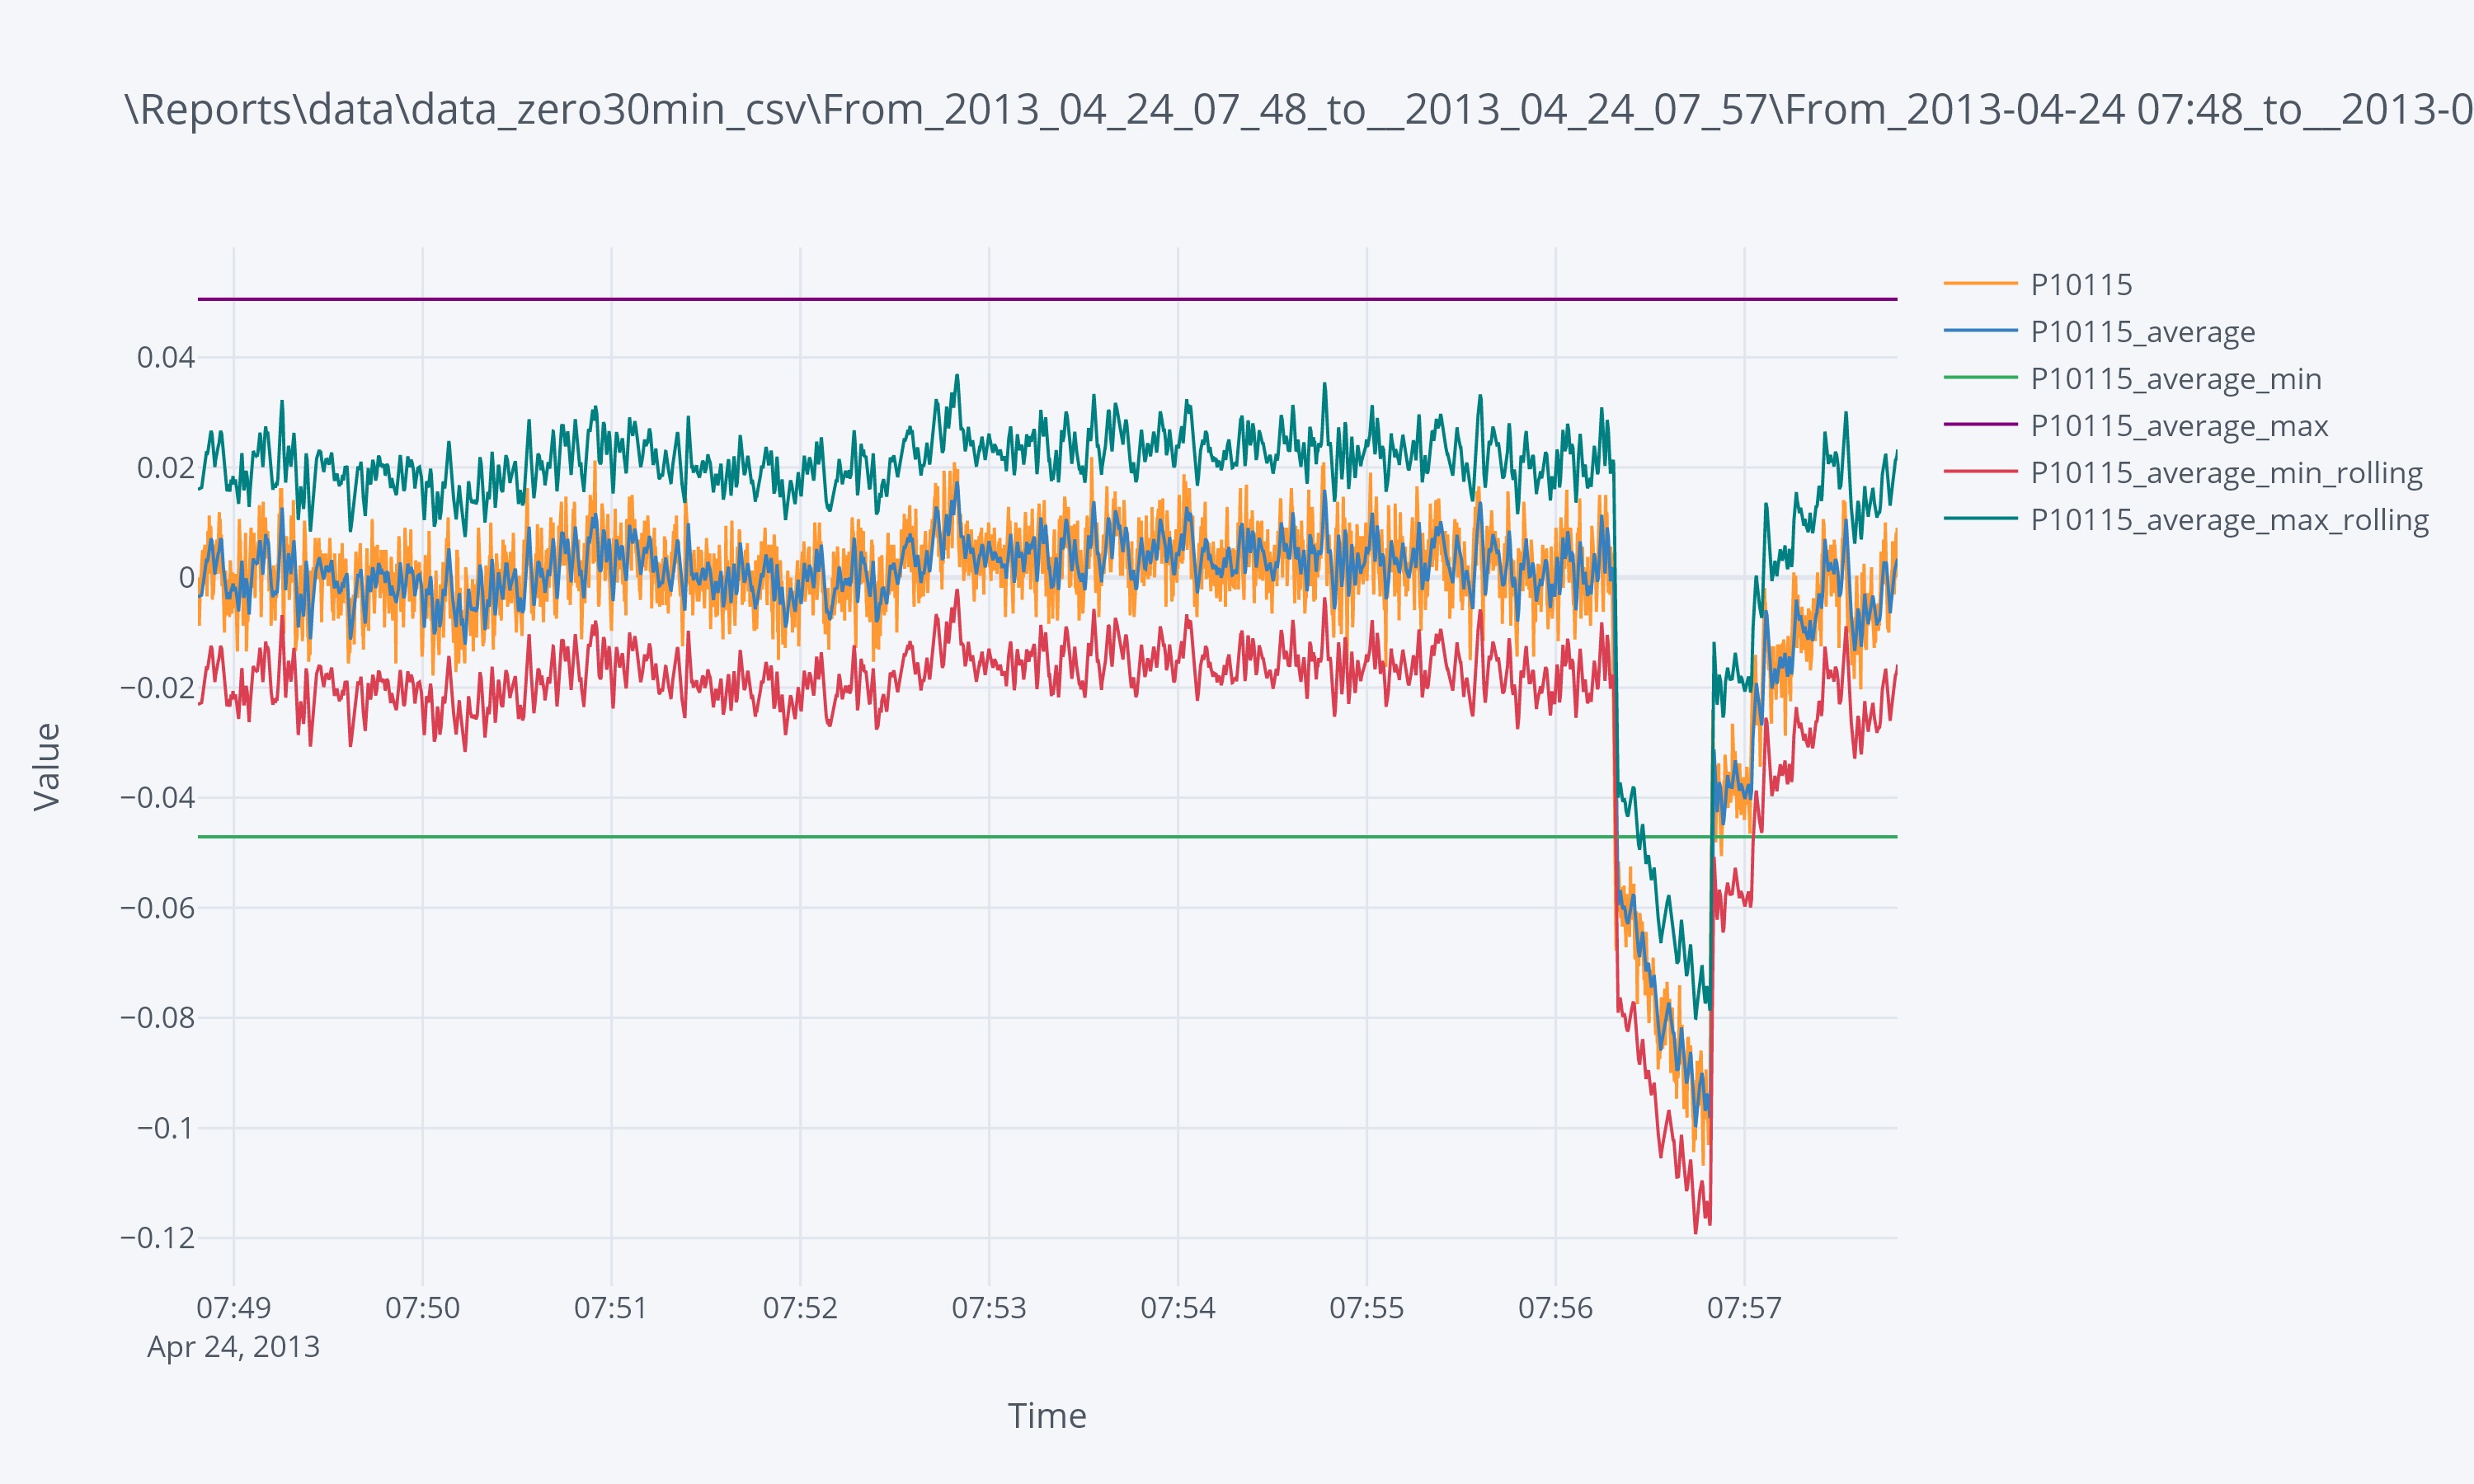 \Reports\data\data_zero30min_csv\From_2013_04_24_07_48_to__2013_04_24_07_57\From_2013-04-24 07:48_to__2013-0
P10115
P10115_average
P10115_average_min
P10115_average_max
P10115_average_min_rolling
P10115_average_max_rolling
0.04
0.02
0
−0.02
−0.04
−0.06
−0.08
−0.1
−0.12
Value
07:49 07:50 07:51 07:52 07:53 07:54 07:55 07:56 07:57
Apr 24, 2013
Time